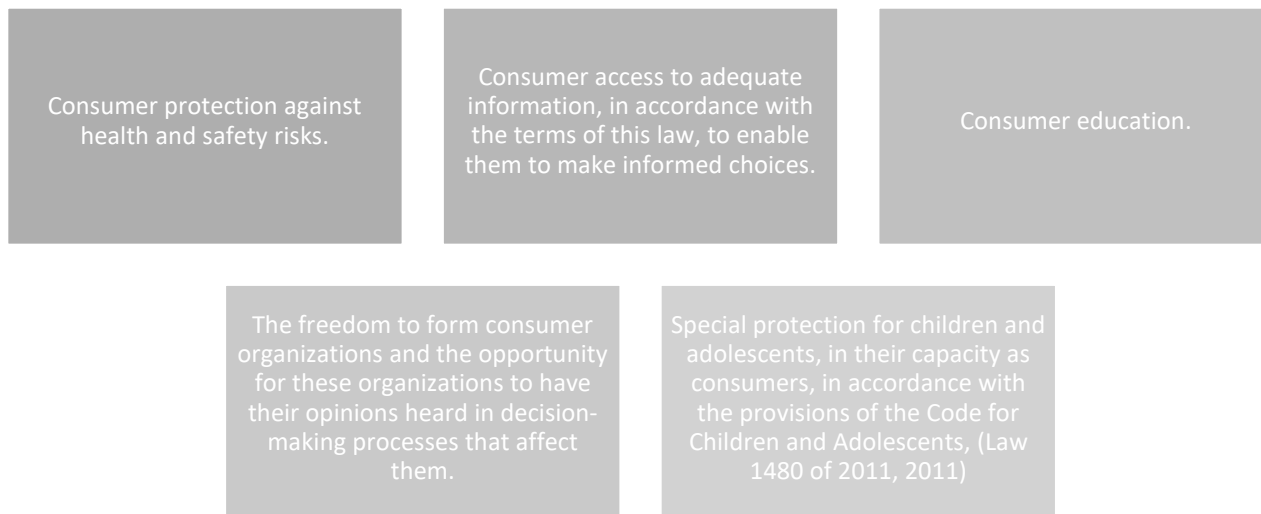 Consumer protection against
health and safety risks.
Consumer access to adequate
information, in accordance with
the terms of this law, to enable
them to make informed choices.
Consumer education.
The freedom to form consumer
organizations and the opportunity
for these organizations to have
their opinions heard in decision-
making processes that affect
them.
Special protection for children and
adolescents, in their capacity as
consumers, in accordance with
the provisions of the Code for
Children and Adolescents, (Law
1480 of 2011, 2011)